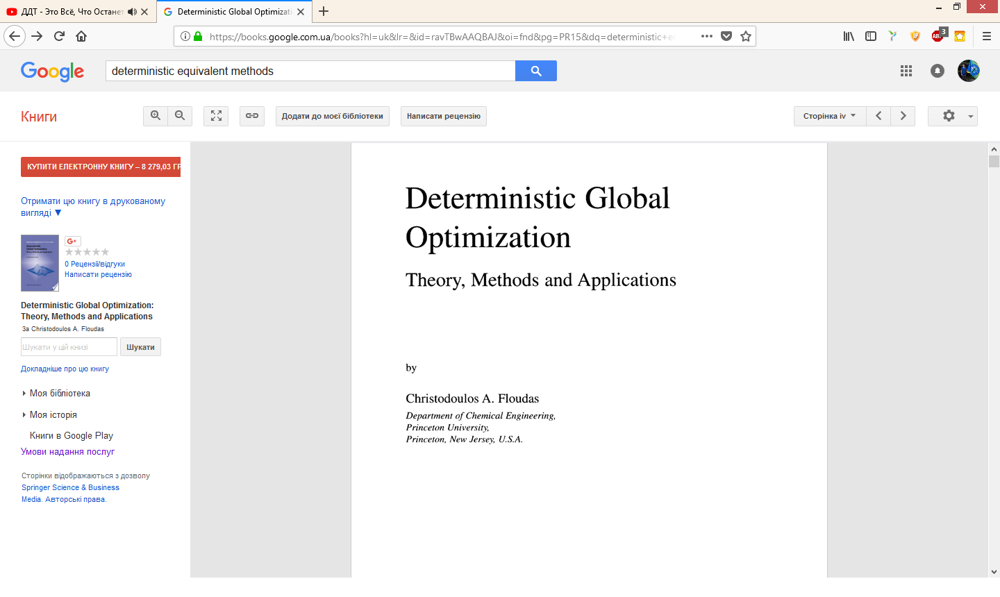 ДДТ - Это Всё, Что Останет
Deterministic Global Optimizati
https://books.google.com.ua/books?hl=uk&lr=&id=ravTBwAAQBAJ&oi=fnd&pg=PR15&dq=deterministic+e
IP
ABP
3
Google
deterministic equivalent methods
Книги
Додати до моєї бібліотеки
Написати рецензію
Сторінка iv
КУПИТИ ЕЛЕКТРОННУ КНИГУ – 8 279,03 ГР
Отримати цю книгу в друкованому
вигляді ▼
G+
0 Рецензії/відгуки
Написати рецензію
Deterministic Global Optimization:
Theory, Methods and Applications
За Christodoulos A. Floudas
Шукати у цій книзі
Шукати
Докладніше про цю книгу
Моя бібліотека
Моя історія
Книги в Google Play
Умови надання послуг
Сторінки відображаються з дозволу
Springer Science & Business
Media. Авторські права.
Deterministic Global
Optimization
Theory, Methods and Applications
by
Christodoulos A. Floudas
Department of Chemical Engineering,
Princeton University,
Princeton, New Jersey, U.S.A.